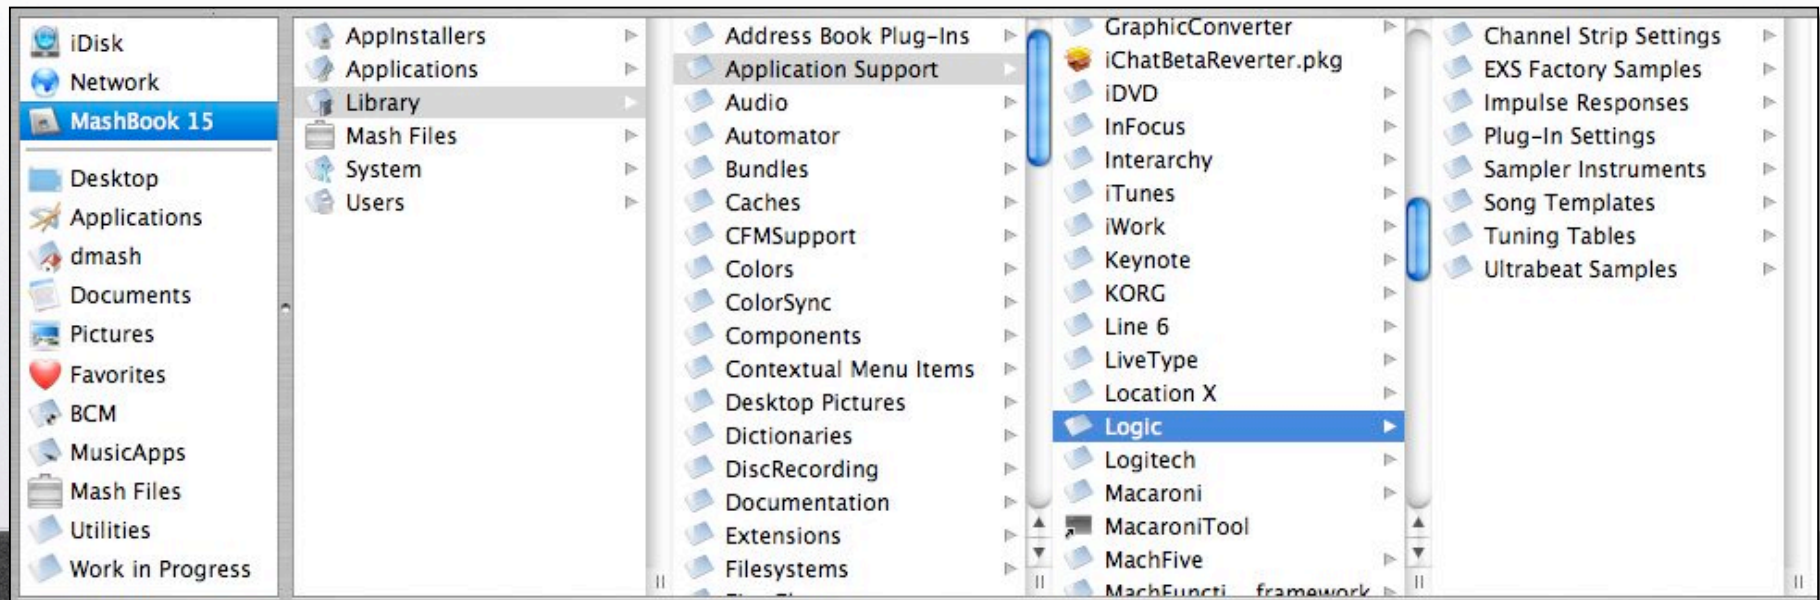 iDisk
Network
MashBook 15
Desktop
Applications
dmash
Documents
Pictures
Favorites
BCM
MusicApps
Mash Files
Utilities
Work in Progress
AppInstallers
Applications
Library
Mash Files
System
Users
Address Book Plug-Ins
Application Support
Audio
Automator
Bundles
Caches
CFMSupport
Colors
ColorSync
Components
Contextual Menu Items
Desktop Pictures
Dictionaries
DiscRecording
Documentation
Extensions
Filesystems
GraphicConverter
iChatBetaReverter.pkg
iDVD
InFocus
Interarchy
iTunes
iWork
Keynote
KORG
Line 6
LiveType
Location X
Logic
Logitech
Macaroni
MacaroniTool
MachFive
MachFuncti...framework
Channel Strip Settings
EXS Factory Samples
Impulse Responses
Plug-In Settings
Sampler Instruments
Song Templates
Tuning Tables
Ultrabeat Samples